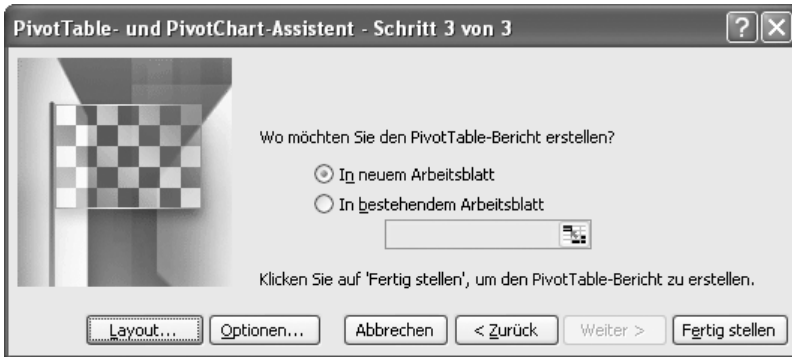 PivotTable- und PivotChart-Assistent - Schritt 3 von 3
Wo möchten Sie den PivotTable-Bericht erstellen?
In neuem Arbeitsblatt
In bestehendem Arbeitsblatt
Klicken Sie auf 'Fertig stellen', um den PivotTable-Bericht zu erstellen.
Layout... Optionen... Abbrechen < Zurück Weiter > Fertig stellen